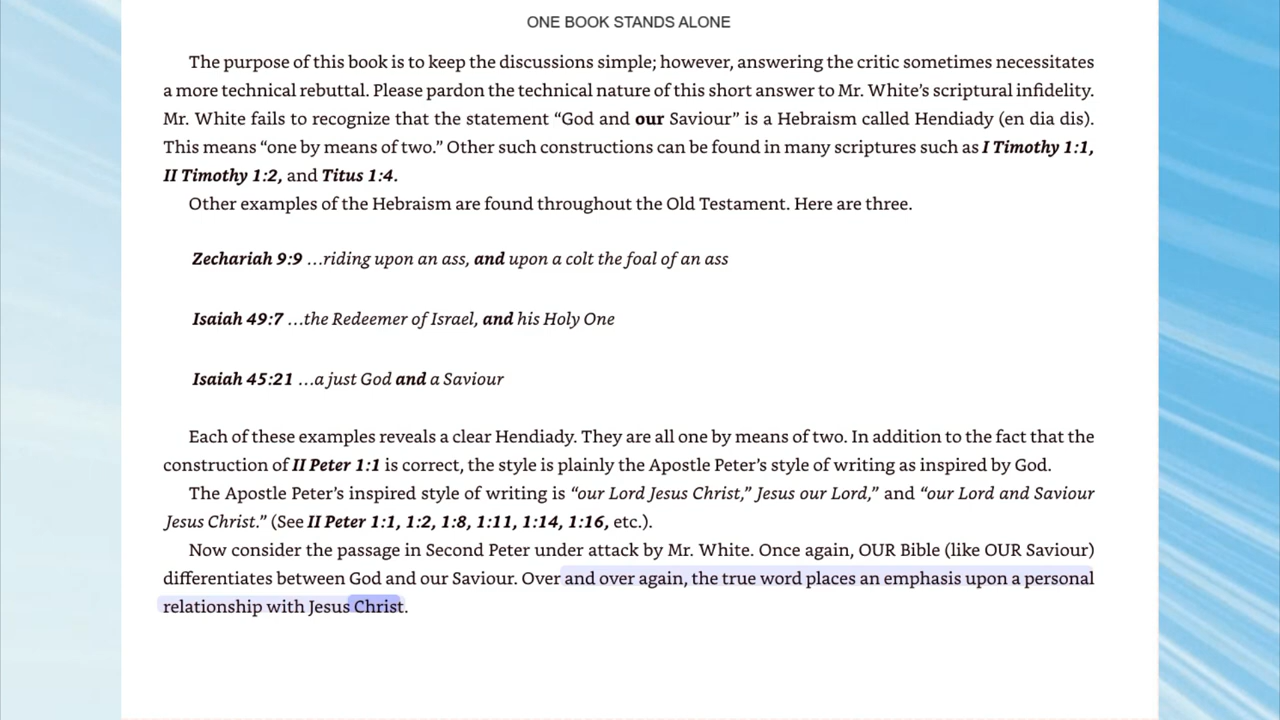 ONE BOOK STANDS ALONE
The purpose of this book is to keep the discussions simple; however, answering the critic sometimes necessitates
a more technical rebuttal. Please pardon the technical nature of this short answer to Mr. White's scriptural infidelity.
Mr. White fails to recognize that the statement “God and our Saviour” is a Hebraism called Hendiady (en dia dis).
This means “one by means of two.” Other such constructions can be found in many scriptures such as I Timothy 1:1,
II Timothy 1:2, and Titus 1:4.
Other examples of the Hebraism are found throughout the Old Testament. Here are three.
Zechariah 9:9 …riding upon an ass, and upon a colt the foal of an ass
Isaiah 49:7 …the Redeemer of Israel, and his Holy One
Isaiah 45:21 …a just God and a Saviour
Each of these examples reveals a clear Hendiady. They are all one by means of two. In addition to the fact that the
construction of II Peter 1:1 is correct, the style is plainly the Apostle Peter's style of writing as inspired by God.
The Apostle Peter's inspired style of writing is “our Lord Jesus Christ,” Jesus our Lord,” and “our Lord and Saviour
Jesus Christ.” (See II Peter 1:1, 1:2, 1:8, 1:11, 1:14, 1:16, etc.).
Now consider the passage in Second Peter under attack by Mr. White. Once again, OUR Bible (like OUR Saviour)
differentiates between God and our Saviour. Over and over again, the true word places an emphasis upon a personal
relationship with Jesus Christ.